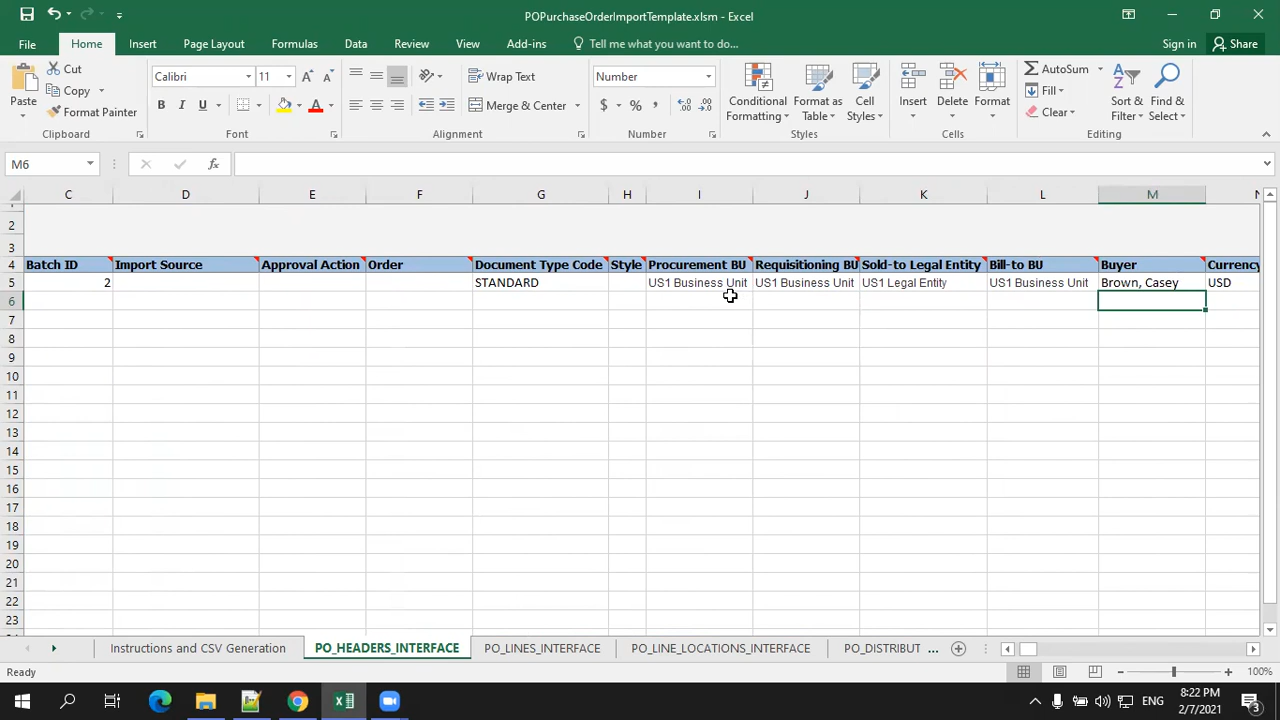 POPurchaseOrderImportTemplate.xlsm - Excel
File Home Insert Page Layout Formulas Data Review View Add-ins Tell me what you want to do... Sign in Share
Paste Cut Copy Format Painter Clipboard
Calibri 11 A A B I U A Font
Wrap Text Merge & Center Alignment
Number $ % , Number
Conditional Formatting Format as Table Cell Styles Styles
Insert Delete Format Cells
AutoSum Fill Clear Sort & Filter Find & Select Editing
M6 fx
C D E F G H I J K L M
2
3
4 Batch ID Import Source Approval Action Order Document Type Code Style Procurement BU Requisitioning BU Sold-to Legal Entity Bill-to BU Buyer Currency
5 2 STANDARD US1 Business Unit US1 Business Unit US1 Legal Entity US1 Business Unit Brown, Casey USD
6
7
8
9
10
11
12
13
14
15
16
17
18
19
20
21
22
23
Instructions and CSV Generation PO_HEADERS_INTERFACE PO_LINES_INTERFACE PO_LINE_LOCATIONS_INTERFACE PO_DISTRIBUT ...
Ready 100%
ENG 8:22 PM 3
2/7/2021